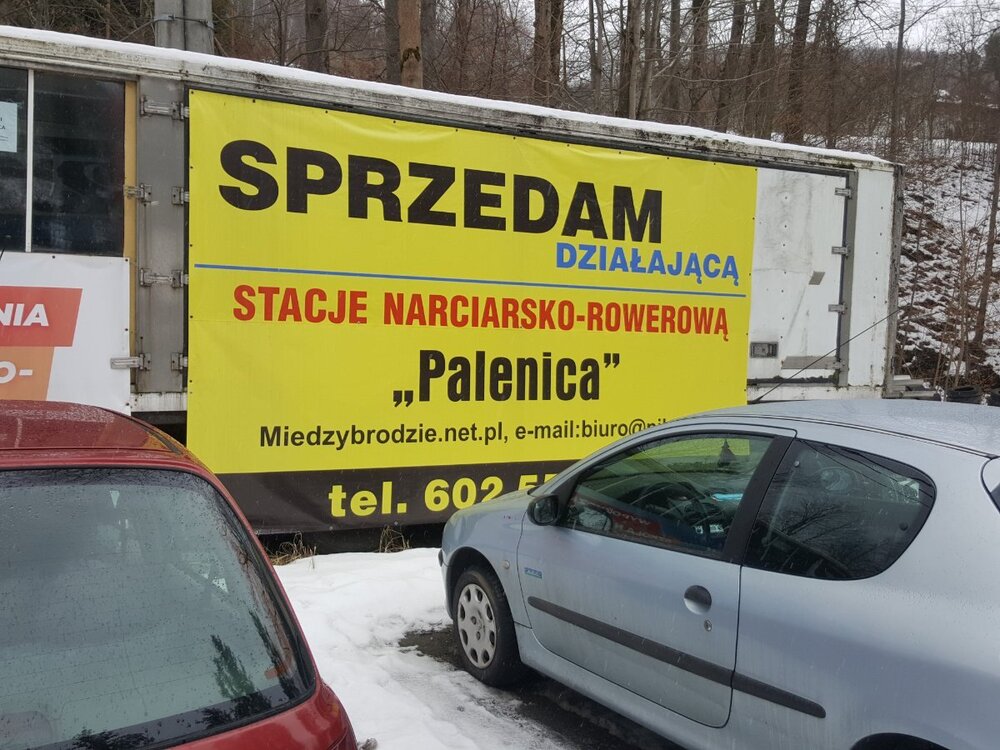 SPRZEDAM
DZIAŁAJĄCĄ
STACJE NARCIARSKO-ROWEROWĄ
„Palenica”
Miedzybrodzie.net.pl, e-mail:biuro@
tel. 602
NIA
O-